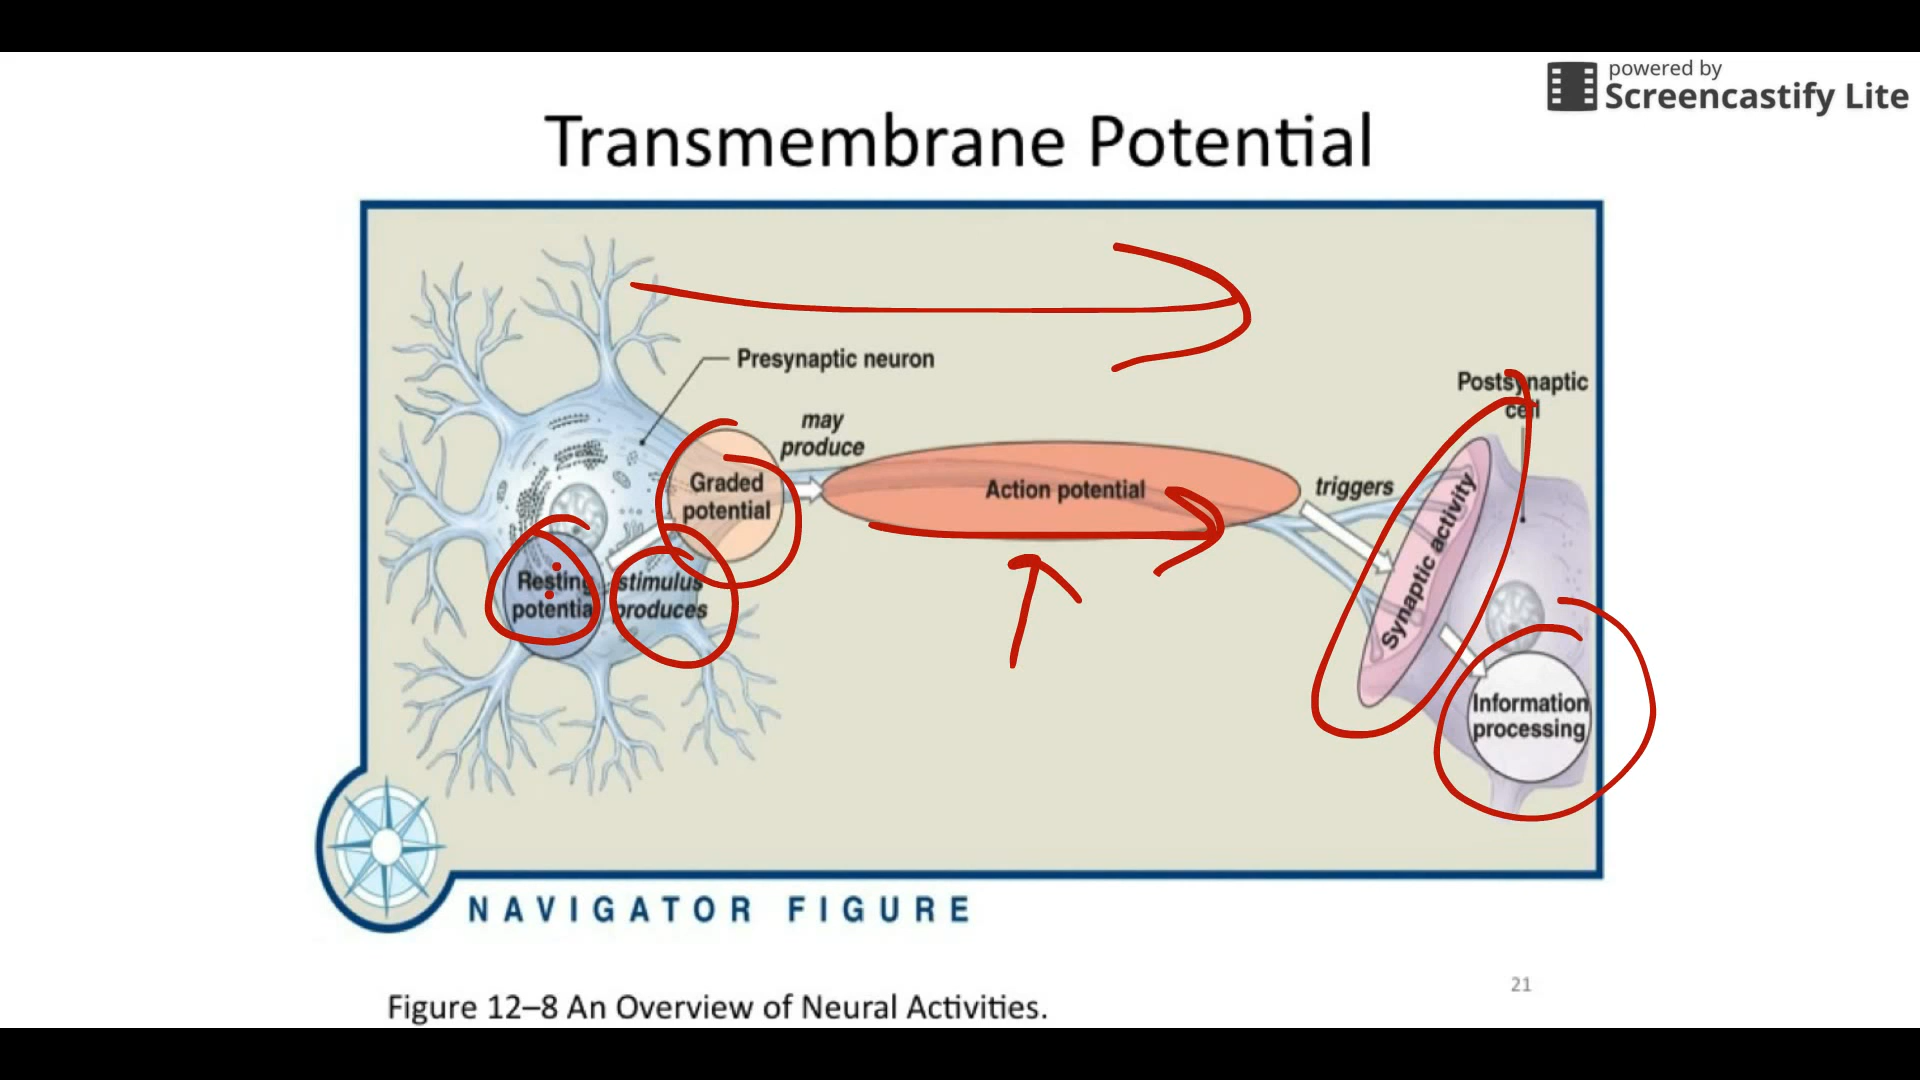 powered by
Screencastify Lite
Transmembrane Potential
Presynaptic neuron
may
produce
Graded
potential
Action potential
triggers
Postsynaptic
cell
Synaptic activity
Resting
potential
stimulus
produces
Information
processing
NAVIGATOR FIGURE
21
Figure 12–8 An Overview of Neural Activities.